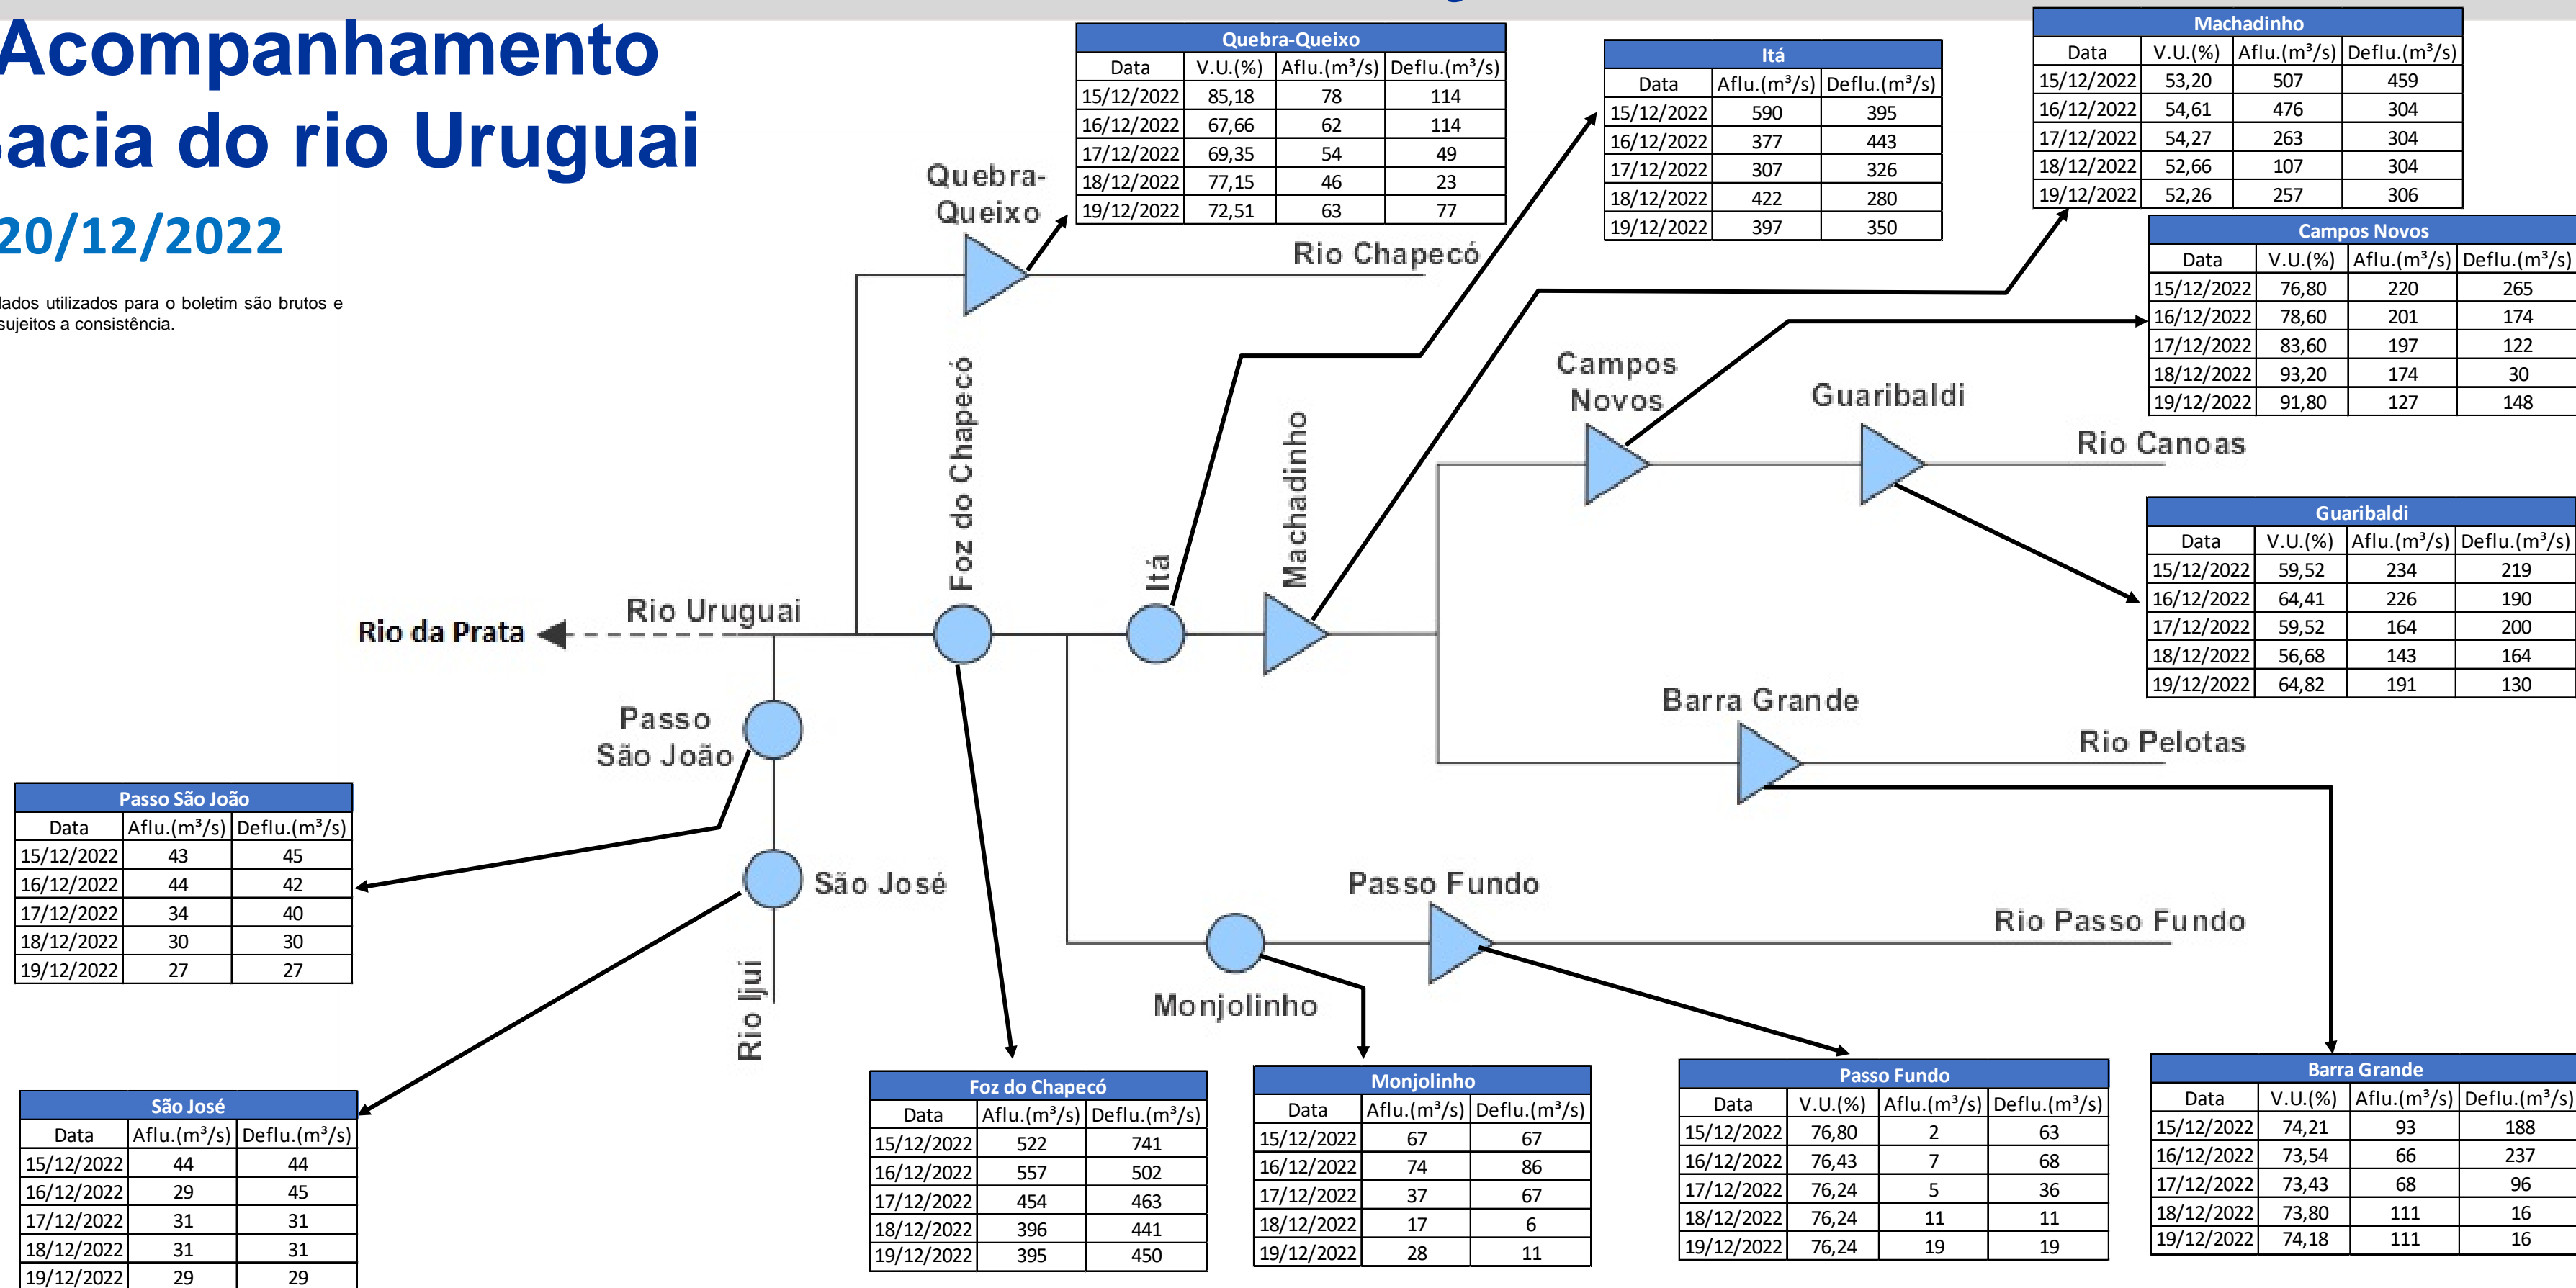 Acompanhamento
Bacia do rio Uruguai
20/12/2022
dados utilizados para o boletim são brutos e
sujeitos a consistência.
Quebra-Queixo
Data V.U.(%) Aflu.(m³/s) Deflu.(m³/s)
15/12/2022 85,18 78 114
16/12/2022 67,66 62 114
17/12/2022 69,35 54 49
18/12/2022 77,15 46 23
19/12/2022 72,51 63 77
Itá
Data Aflu.(m³/s) Deflu.(m³/s)
15/12/2022 590 395
16/12/2022 377 443
17/12/2022 307 326
18/12/2022 422 280
19/12/2022 397 350
Machadinho
Data V.U.(%) Aflu.(m³/s) Deflu.(m³/s)
15/12/2022 53,20 507 459
16/12/2022 54,61 476 304
17/12/2022 54,27 263 304
18/12/2022 52,66 107 304
19/12/2022 52,26 257 306
Campos Novos
Data V.U.(%) Aflu.(m³/s) Deflu.(m³/s)
15/12/2022 76,80 220 265
16/12/2022 78,60 201 174
17/12/2022 83,60 197 122
18/12/2022 93,20 174 30
19/12/2022 91,80 127 148
Quebra-
Queixo
Rio Chapecó
Foz do Chapecó
Itá
Machadinho
Campos
Novos
Guaribaldi
Rio Canoas
Guaribaldi
Data V.U.(%) Aflu.(m³/s) Deflu.(m³/s)
15/12/2022 59,52 234 219
16/12/2022 64,41 226 190
17/12/2022 59,52 164 200
18/12/2022 56,68 143 164
19/12/2022 64,82 191 130
Rio da Prata
Rio Uruguai
Passo
São João
Barra Grande
Rio Pelotas
São José
Rio Ijuí
Passo Fundo
Rio Passo Fundo
Monjolinho
Passo São João
Data Aflu.(m³/s) Deflu.(m³/s)
15/12/2022 43 45
16/12/2022 44 42
17/12/2022 34 40
18/12/2022 30 30
19/12/2022 27 27
São José
Data Aflu.(m³/s) Deflu.(m³/s)
15/12/2022 44 44
16/12/2022 29 45
17/12/2022 31 31
18/12/2022 31 31
19/12/2022 29 29
Foz do Chapecó
Data Aflu.(m³/s) Deflu.(m³/s)
15/12/2022 522 741
16/12/2022 557 502
17/12/2022 454 463
18/12/2022 396 441
19/12/2022 395 450
Monjolinho
Data Aflu.(m³/s) Deflu.(m³/s)
15/12/2022 67 67
16/12/2022 74 86
17/12/2022 37 67
18/12/2022 17 6
19/12/2022 28 11
Passo Fundo
Data V.U.(%) Aflu.(m³/s) Deflu.(m³/s)
15/12/2022 76,80 2 63
16/12/2022 76,43 7 68
17/12/2022 76,24 5 36
18/12/2022 76,24 11 11
19/12/2022 76,24 19 19
Barra Grande
Data V.U.(%) Aflu.(m³/s) Deflu.(m³/s)
15/12/2022 74,21 93 188
16/12/2022 73,54 66 237
17/12/2022 73,43 68 96
18/12/2022 73,80 111 16
19/12/2022 74,18 111 16